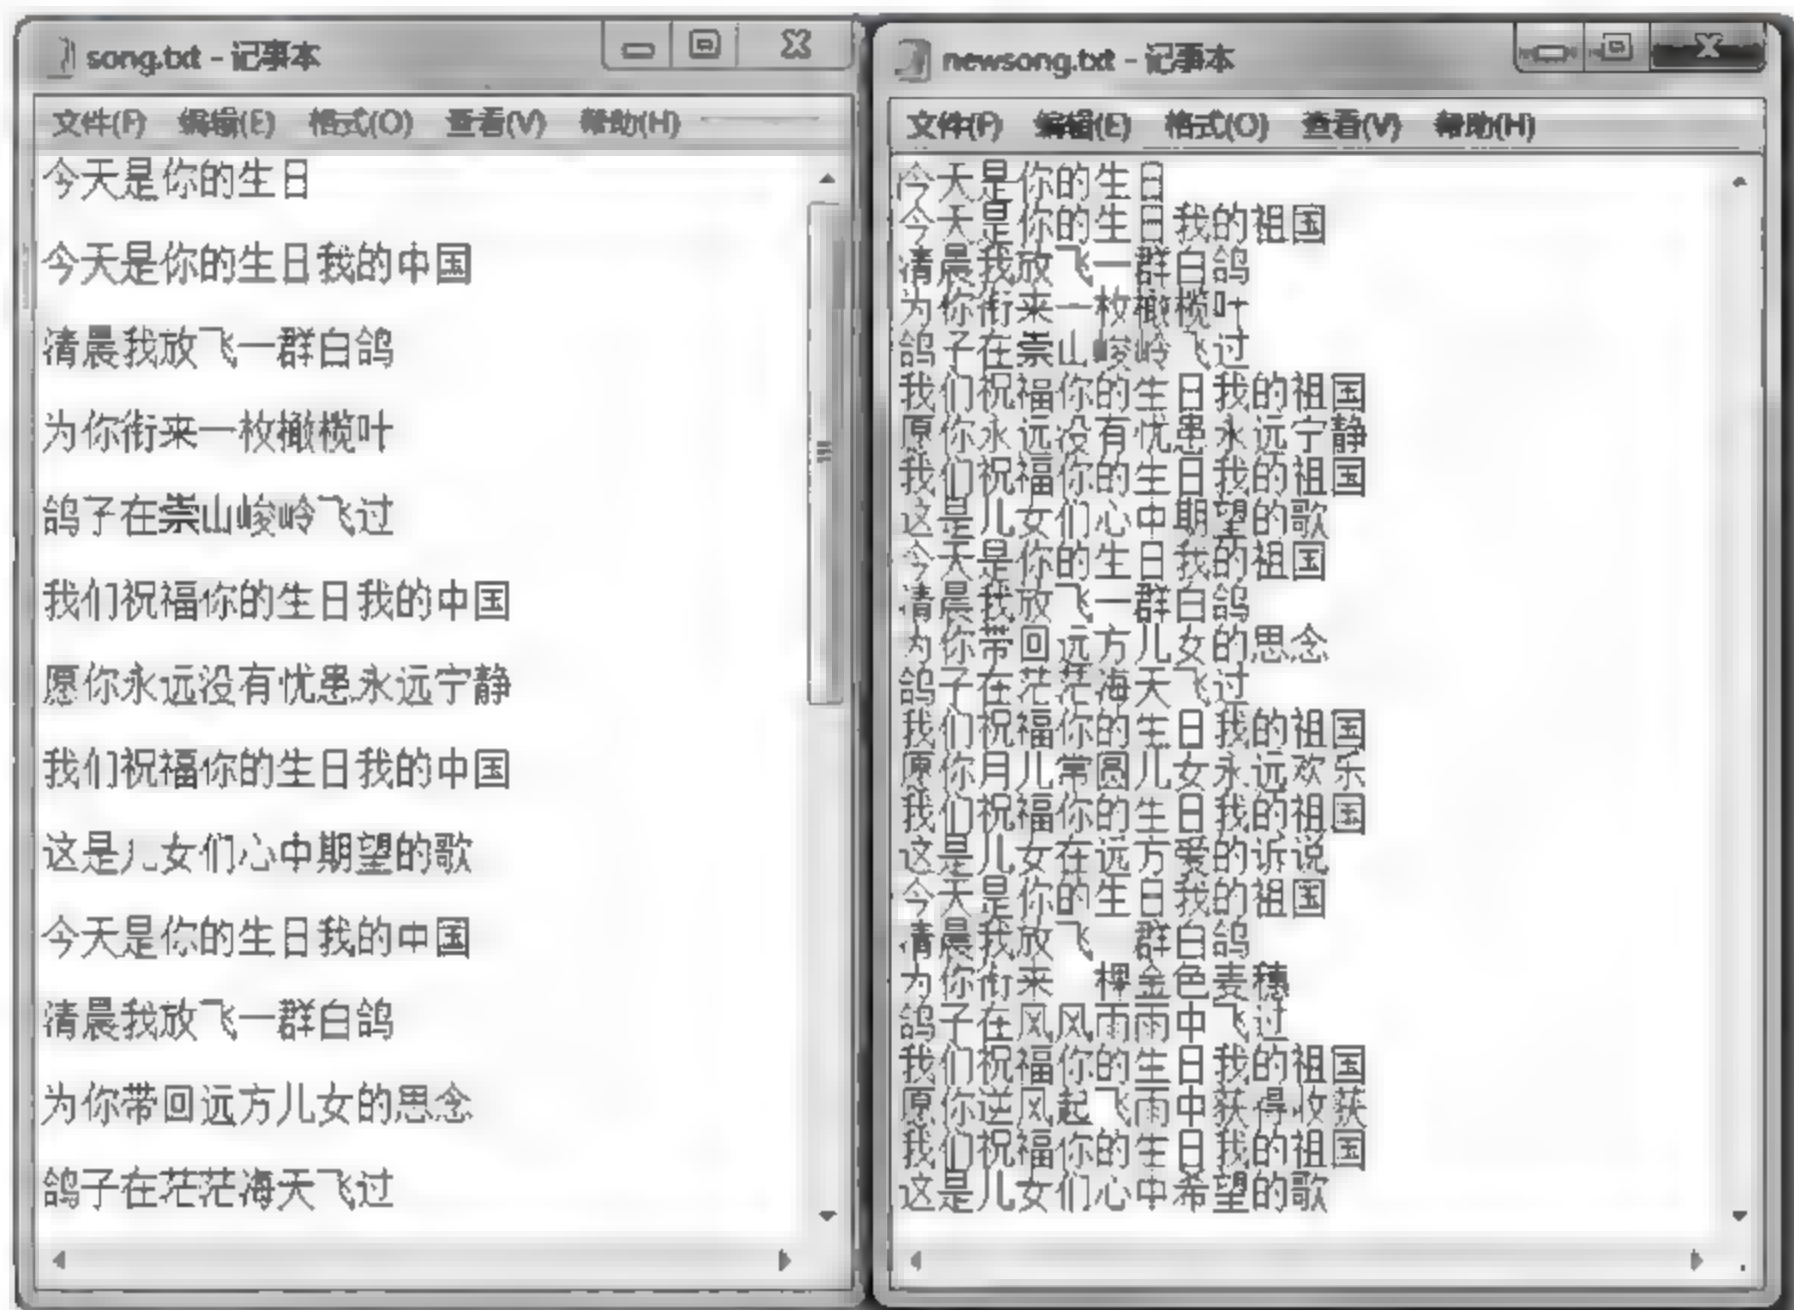 song.txt - 记事本
文件(F) 编辑(E) 格式(O) 查看(V) 帮助(H)
今天是你的生日
今天是你的生日我的中国
清晨我放飞一群白鸽
为你衔来一枚橄榄叶
鸽子在崇山峻岭飞过
我们祝福你的生日我的中国
愿你永远没有忧患永远宁静
我们祝福你的生日我的中国
这是儿女们心中期望的歌
今天是你的生日我的中国
清晨我放飞一群白鸽
为你带回远方儿女的思念
鸽子在茫茫海天飞过
newsong.txt - 记事本
文件(F) 编辑(E) 格式(O) 查看(V) 帮助(H)
今天是你的生日
今天是你的生日我的祖国
清晨我放飞一群白鸽
为你衔来一枚橄榄叶
鸽子在崇山峻岭飞过
我们祝福你的生日我的祖国
愿你永远没有忧患永远宁静
我们祝福你的生日我的祖国
这是儿女们心中期望的歌
今天是你的生日我的祖国
清晨我放飞一群白鸽
为你带回远方儿女的思念
鸽子在茫茫海天飞过
我们祝福你的生日我的祖国
愿你月儿常圆儿女永远欢乐
我们祝福你的生日我的祖国
这是儿女在远方爱的诉说
今天是你的生日我的祖国
清晨我放飞一群白鸽
为你衔来一棵金色麦穗
鸽子在风风雨雨中飞过
我们祝福你的生日我的祖国
愿你逆风起飞雨中获得收获
我们祝福你的生日我的祖国
这是儿女们心中希望的歌